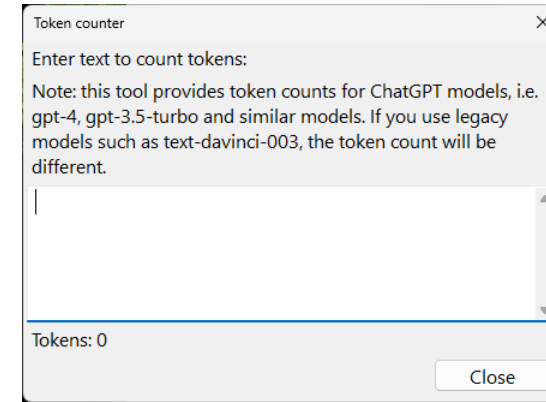 Token counter
Enter text to count tokens:
Note: this tool provides token counts for ChatGPT models, i.e.
gpt-4, gpt-3.5-turbo and similar models. If you use legacy
models such as text-davinci-003, the token count will be
different.
Tokens: 0
Close